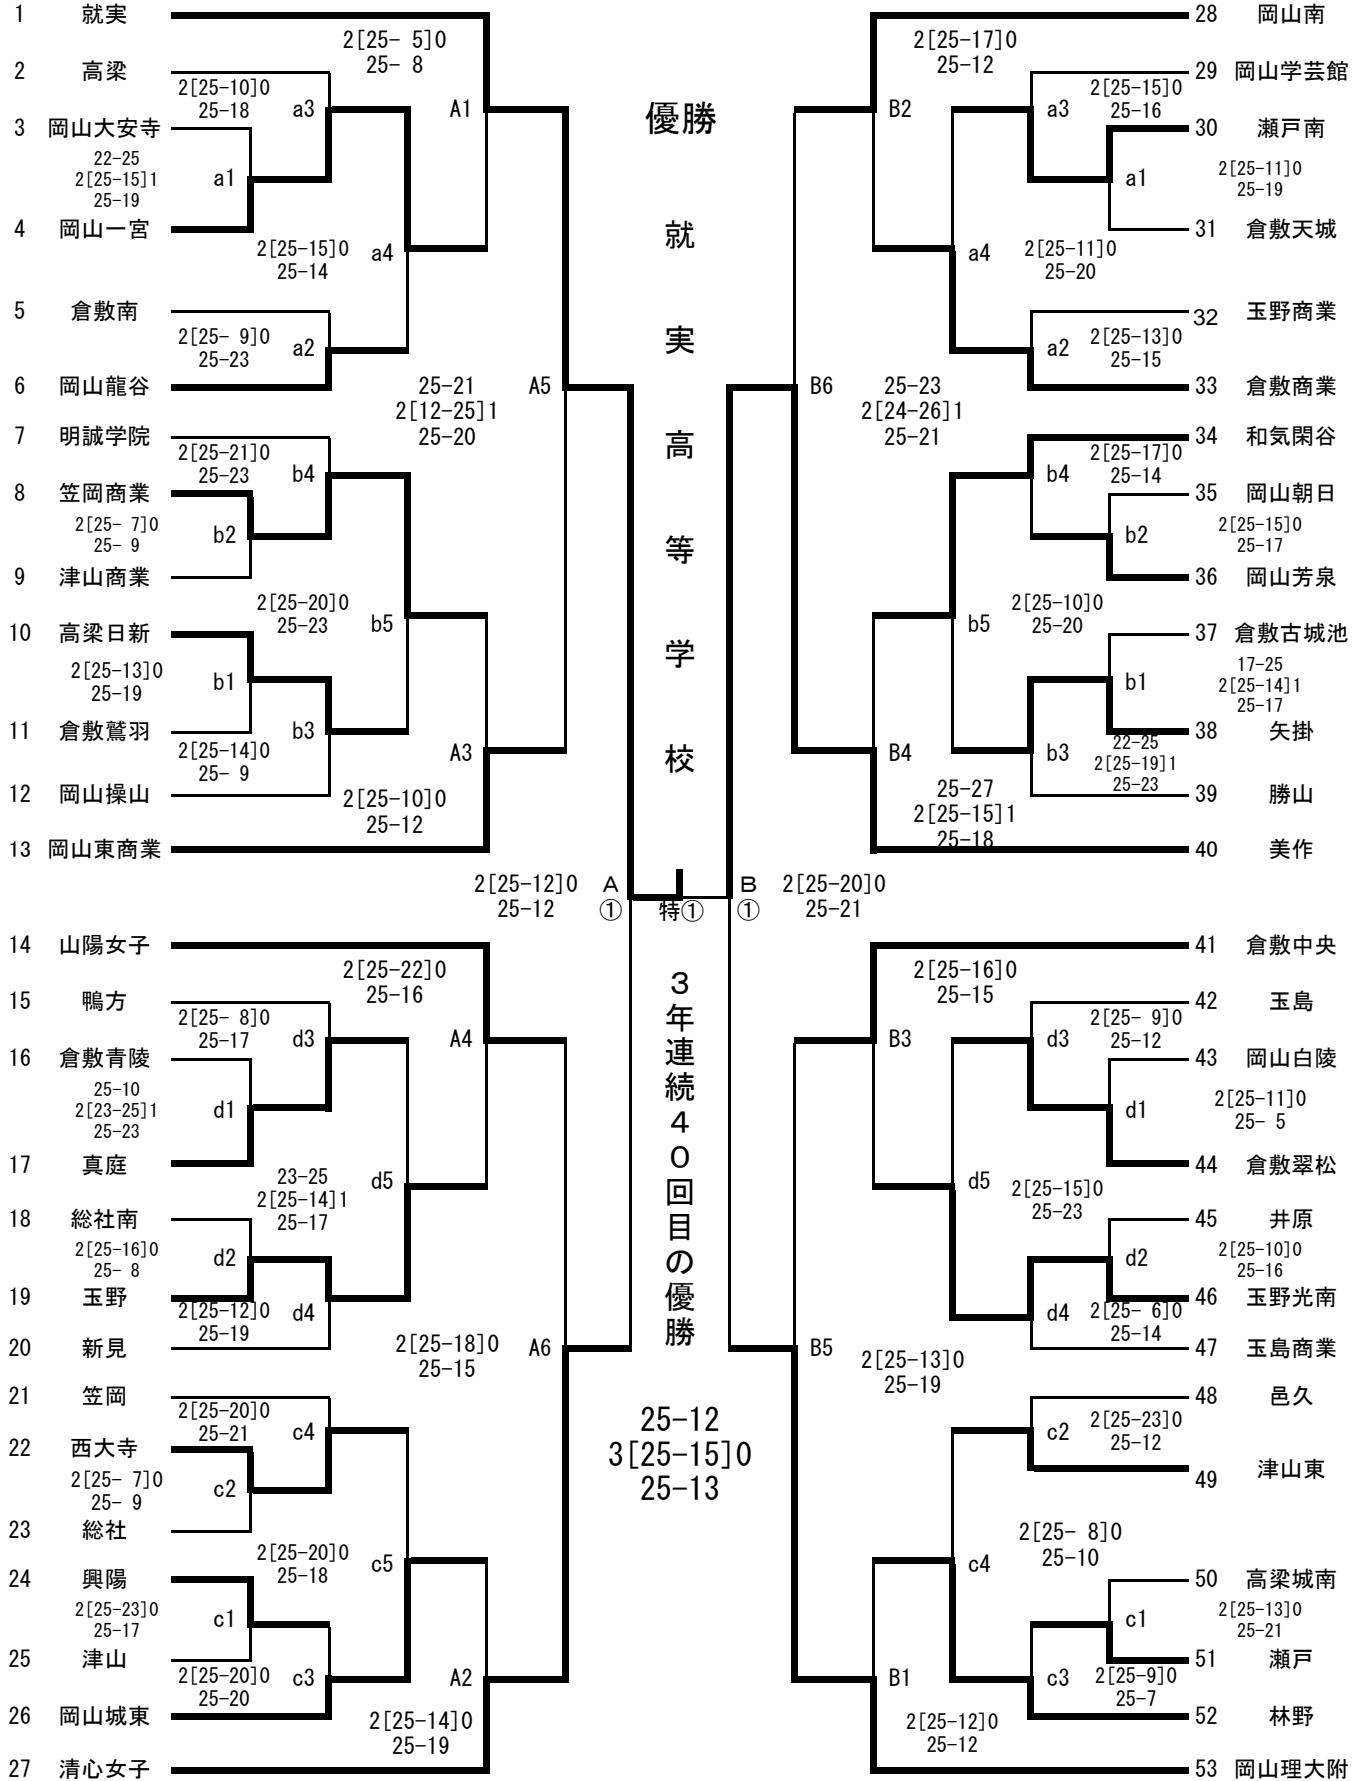 1 就実
2[25- 5]0
25- 8
2 高梁
2[25-10]0
25-18
a3
A1
3 岡山大安寺
22-25
2[25-15]1
25-19
a1
4 岡山一宮
2[25-15]0
25-14
a4
5 倉敷南
2[25- 9]0
25-23
a2
6 岡山龍谷
25-21
2[12-25]1
25-20
A5
7 明誠学院
2[25-21]0
25-23
b4
8 笠岡商業
2[25- 7]0
25- 9
b2
9 津山商業
2[25-20]0
25-23
b5
10 高梁日新
2[25-13]0
25-19
b1
11 倉敷鷲羽
2[25-14]0
25- 9
b3
A3
12 岡山操山
2[25-10]0
25-12
13 岡山東商業
2[25-12]0
25-12
A
①
14 山陽女子
2[25-22]0
25-16
15 鴨方
2[25- 8]0
25-17
d3
A4
16 倉敷青陵
25-10
2[23-25]1
25-23
d1
17 真庭
23-25
2[25-14]1
25-17
d5
18 総社南
2[25-16]0
25- 8
d2
19 玉野
2[25-12]0
25-19
d4
20 新見
2[25-18]0
25-15
A6
21 笠岡
2[25-20]0
25-21
c4
22 西大寺
2[25- 7]0
25- 9
c2
23 総社
2[25-20]0
25-18
c5
24 興陽
2[25-23]0
25-17
c1
25 津山
2[25-20]0
25-20
c3
A2
26 岡山城東
2[25-14]0
25-19
27 清心女子
優勝
就
実
高
等
学
校
特①
3年連続40回目の優勝
25-12
3[25-15]0
25-13
28 岡山南
2[25-17]0
25-12
29 岡山学芸館
2[25-15]0
25-16
a3
B2
30 瀬戸南
2[25-11]0
25-19
a1
31 倉敷天城
2[25-11]0
25-20
a4
32 玉野商業
2[25-13]0
25-15
a2
33 倉敷商業
B6
25-23
2[24-26]1
25-21
34 和気閑谷
2[25-17]0
25-14
b4
35 岡山朝日
2[25-15]0
25-17
b2
36 岡山芳泉
2[25-10]0
25-20
b5
37 倉敷古城池
17-25
2[25-14]1
25-17
b1
38 矢掛
22-25
2[25-19]1
25-23
b3
B4
39 勝山
25-27
2[25-15]1
25-18
40 美作
B
①
2[25-20]0
25-21
41 倉敷中央
2[25-16]0
25-15
42 玉島
2[25- 9]0
25-12
d3
B3
43 岡山白陵
2[25-11]0
25- 5
d1
44 倉敷翠松
2[25-15]0
25-23
d5
45 井原
2[25-10]0
25-16
d2
46 玉野光南
2[25- 6]0
25-14
d4
47 玉島商業
B5
2[25-13]0
25-19
48 邑久
2[25-23]0
25-12
c2
49 津山東
2[25- 8]0
25-10
c4
50 高梁城南
2[25-13]0
25-21
c1
51 瀬戸
2[25-9]0
25-7
c3
B1
52 林野
2[25-12]0
25-12
53 岡山理大附